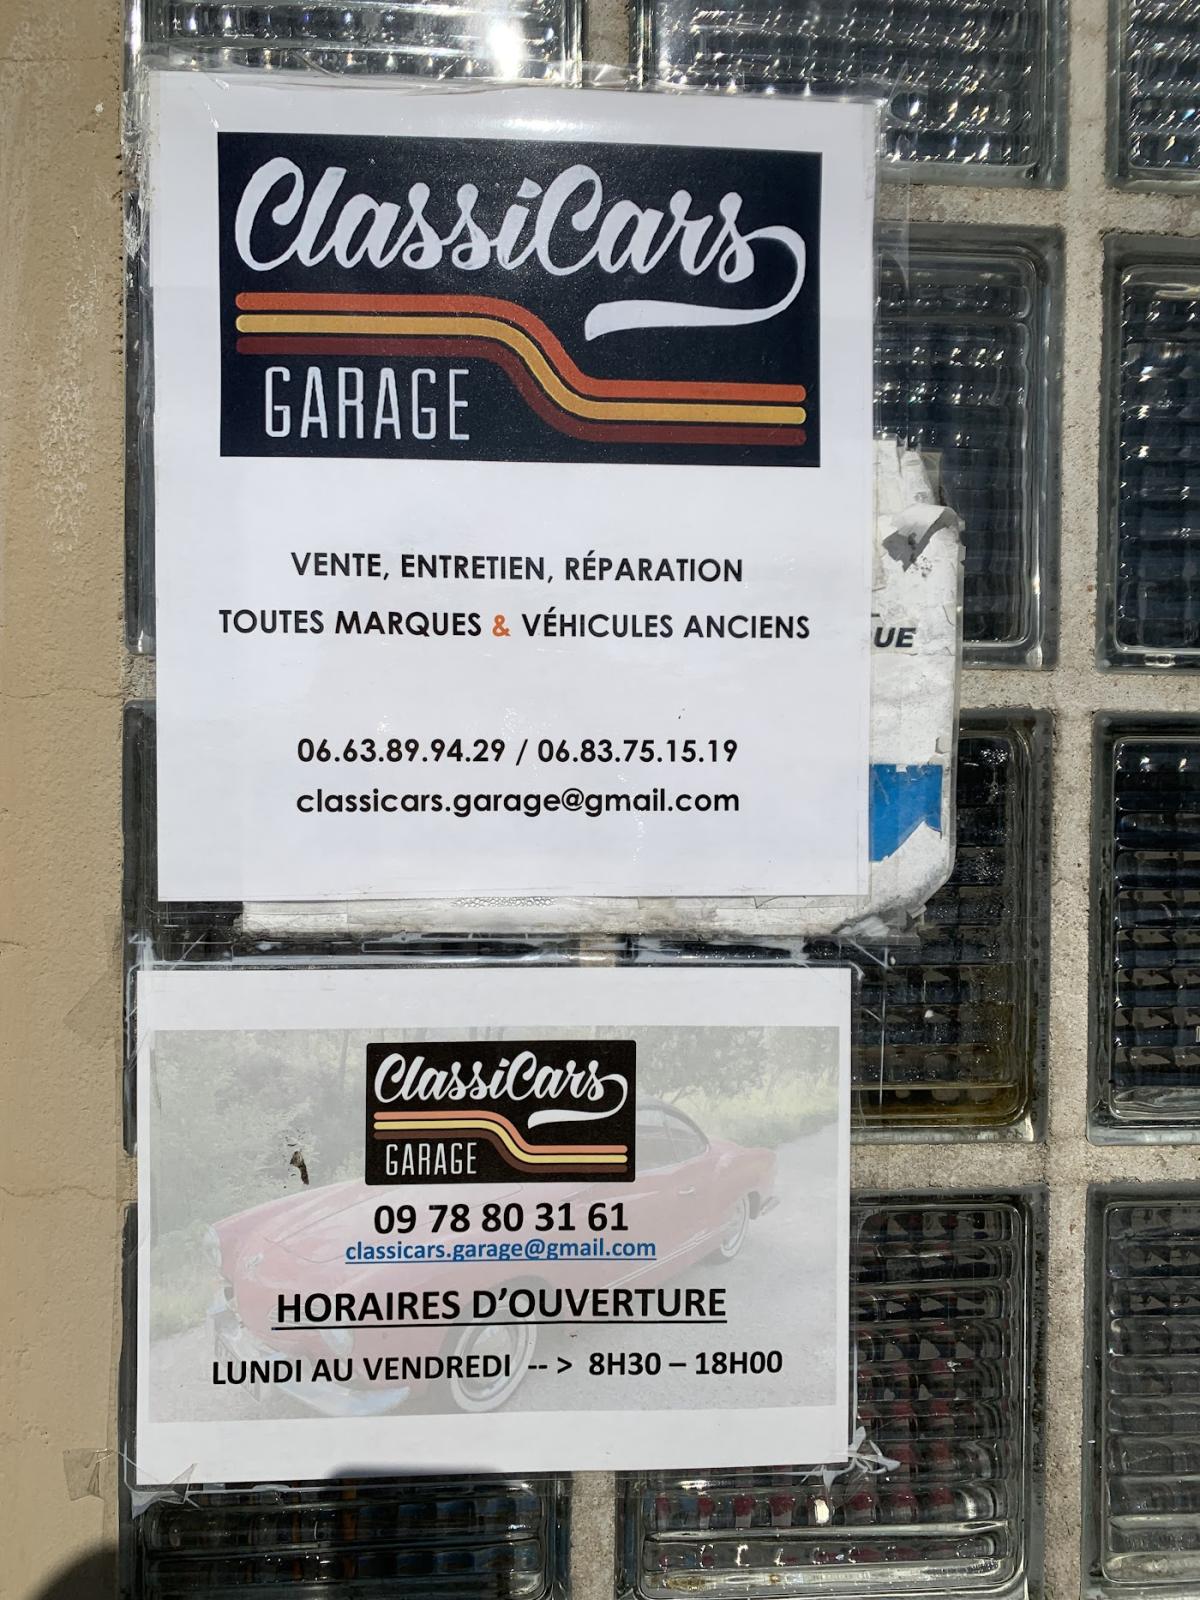 ClassiCars
GARAGE
VENTE, ENTRETIEN, RÉPARATION
TOUTES MARQUES & VÉHICULES ANCIENS
UE
06.63.89.94.29 / 06.83.75.15.19
classicars.garage@gmail.com
ClassiCars
GARAGE
09 78 80 31 61
classicars.garage@gmail.com
HORAIRES D'OUVERTURE
LUNDI AU VENDREDI -- > 8H30 – 18H00